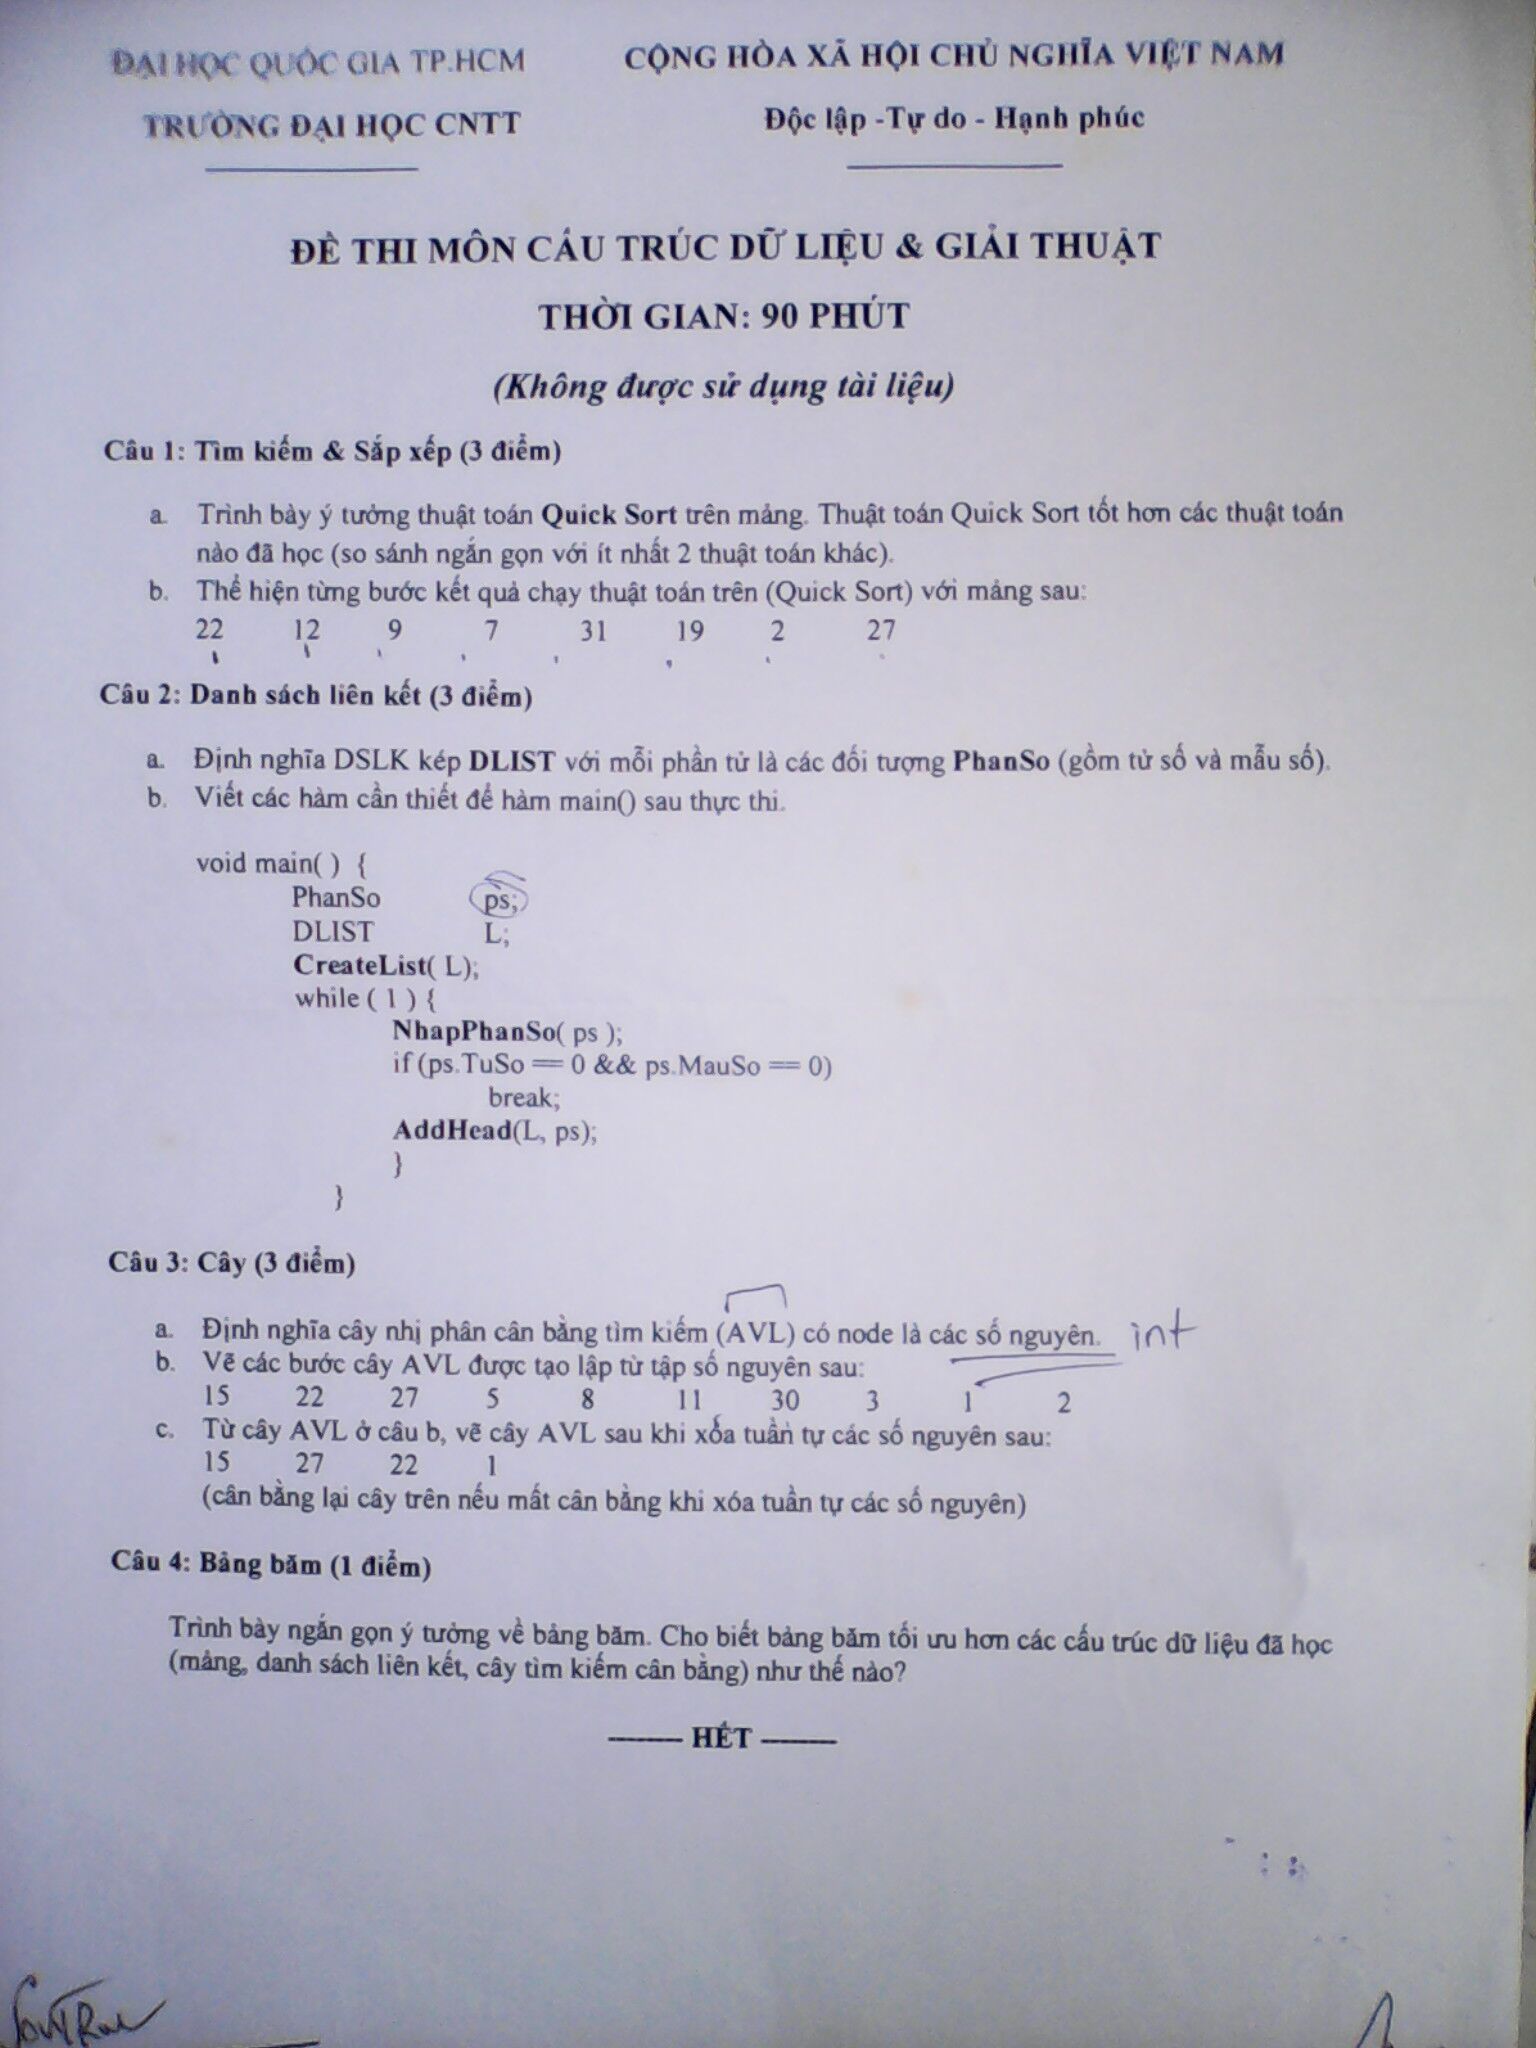 ĐẠI HỌC QUỐC GIA TP.HCM
CỘNG HÒA XÃ HỘI CHỦ NGHĨA VIỆT NAM
TRƯỜNG ĐẠI HỌC CNTT
Độc lập -Tự do - Hạnh phúc
ĐỀ THI MÔN CẤU TRÚC DỮ LIỆU & GIẢI THUẬT
THỜI GIAN: 90 PHÚT
(Không được sử dụng tài liệu)
Câu 1: Tìm kiếm & Sắp xếp (3 điểm)
a. Trình bày ý tưởng thuật toán Quick Sort trên mảng. Thuật toán Quick Sort tốt hơn các thuật toán
nào đã học (so sánh ngắn gọn với ít nhất 2 thuật toán khác).
b. Thể hiện từng bước kết quả chạy thuật toán trên (Quick Sort) với mảng sau:
22 12 9 7 31 19 2 27
Câu 2: Danh sách liên kết (3 điểm)
a. Định nghĩa DSLK kép DLIST với mỗi phần tử là các đối tượng PhanSo (gồm tử số và mẫu số).
b. Viết các hàm cần thiết để hàm main() sau thực thi.
void main( ) {
PhanSo ps;
DLIST L;
CreateList( L);
while ( 1 ) {
NhapPhanSo( ps );
if (ps.TuSo == 0 && ps.MauSo == 0)
break;
AddHead(L, ps);
}
}
Câu 3: Cây (3 điểm)
a. Định nghĩa cây nhị phân cân bằng tìm kiếm (AVL) có node là các số nguyên. int
b. Vẽ các bước cây AVL được tạo lập từ tập số nguyên sau:
15 22 27 5 8 11 30 3 1 2
c. Từ cây AVL ở câu b, vẽ cây AVL sau khi xóa tuần tự các số nguyên sau:
15 27 22 1
(cân bằng lại cây trên nếu mất cân bằng khi xóa tuần tự các số nguyên)
Câu 4: Bảng băm (1 điểm)
Trình bày ngắn gọn ý tưởng về bảng băm. Cho biết bảng băm tối ưu hơn các cấu trúc dữ liệu đã học
(mảng, danh sách liên kết, cây tìm kiếm cân bằng) như thế nào?
-------- HẾT --------